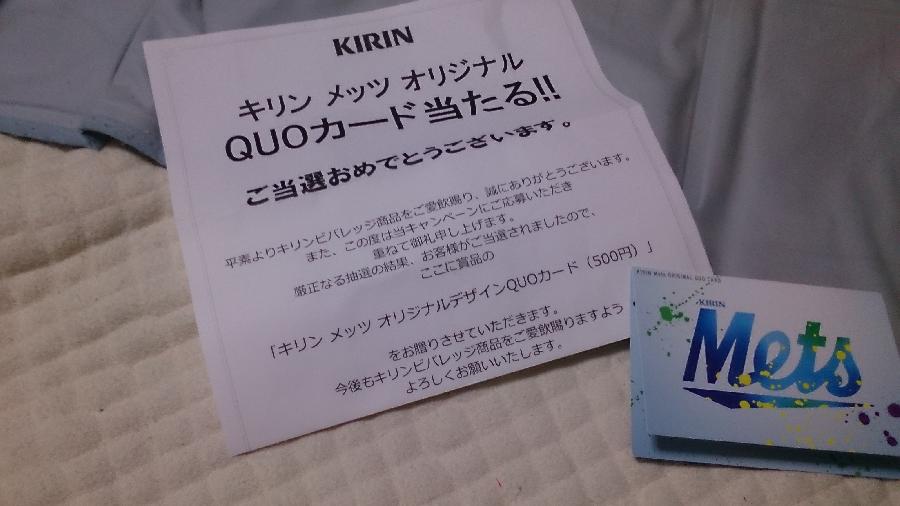 KIRIN
キリン メッツ オリジナル
QUOカード当たる!!
ご当選おめでとうございます。
平素よりキリンビバレッジ商品をご愛飲賜り、誠にありがとうございます。
また、この度は当キャンペーンにご応募いただき
重ねて御礼申し上げます。
厳正なる抽選の結果、お客様がご当選されましたので、
ここに賞品の
「キリン メッツ オリジナルデザインQUOカード（500円）」
をお贈りさせていただきます。
今後もキリンビバレッジ商品をご愛飲賜りますよう
よろしくお願いいたします。
KIRIN Mets ORIGINAL QUO CARD
KIRIN
Mets